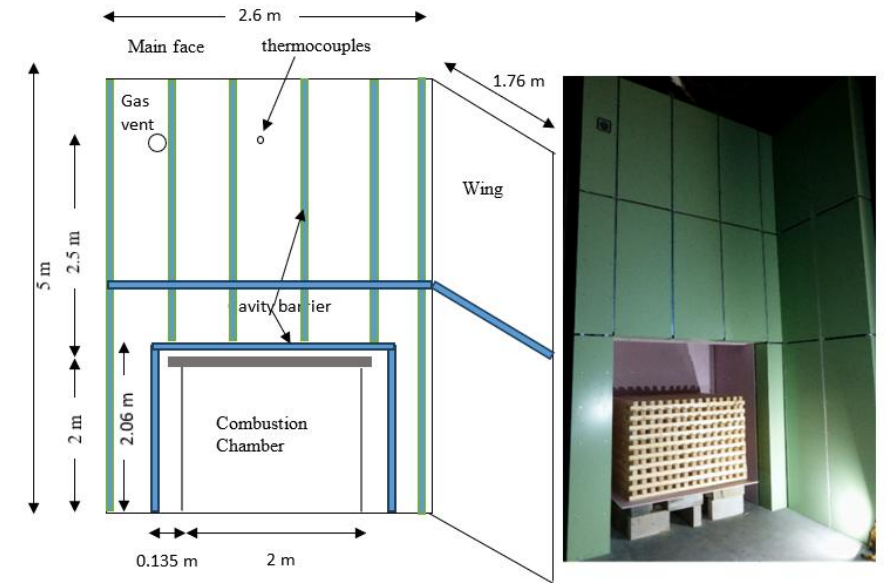 2.6 m
Main face
thermocouples
1.76 m
Gas
vent
Wing
5 m
2.5 m
avity barrier
2 m
2.06 m
Combustion
Chamber
0.135 m
2 m